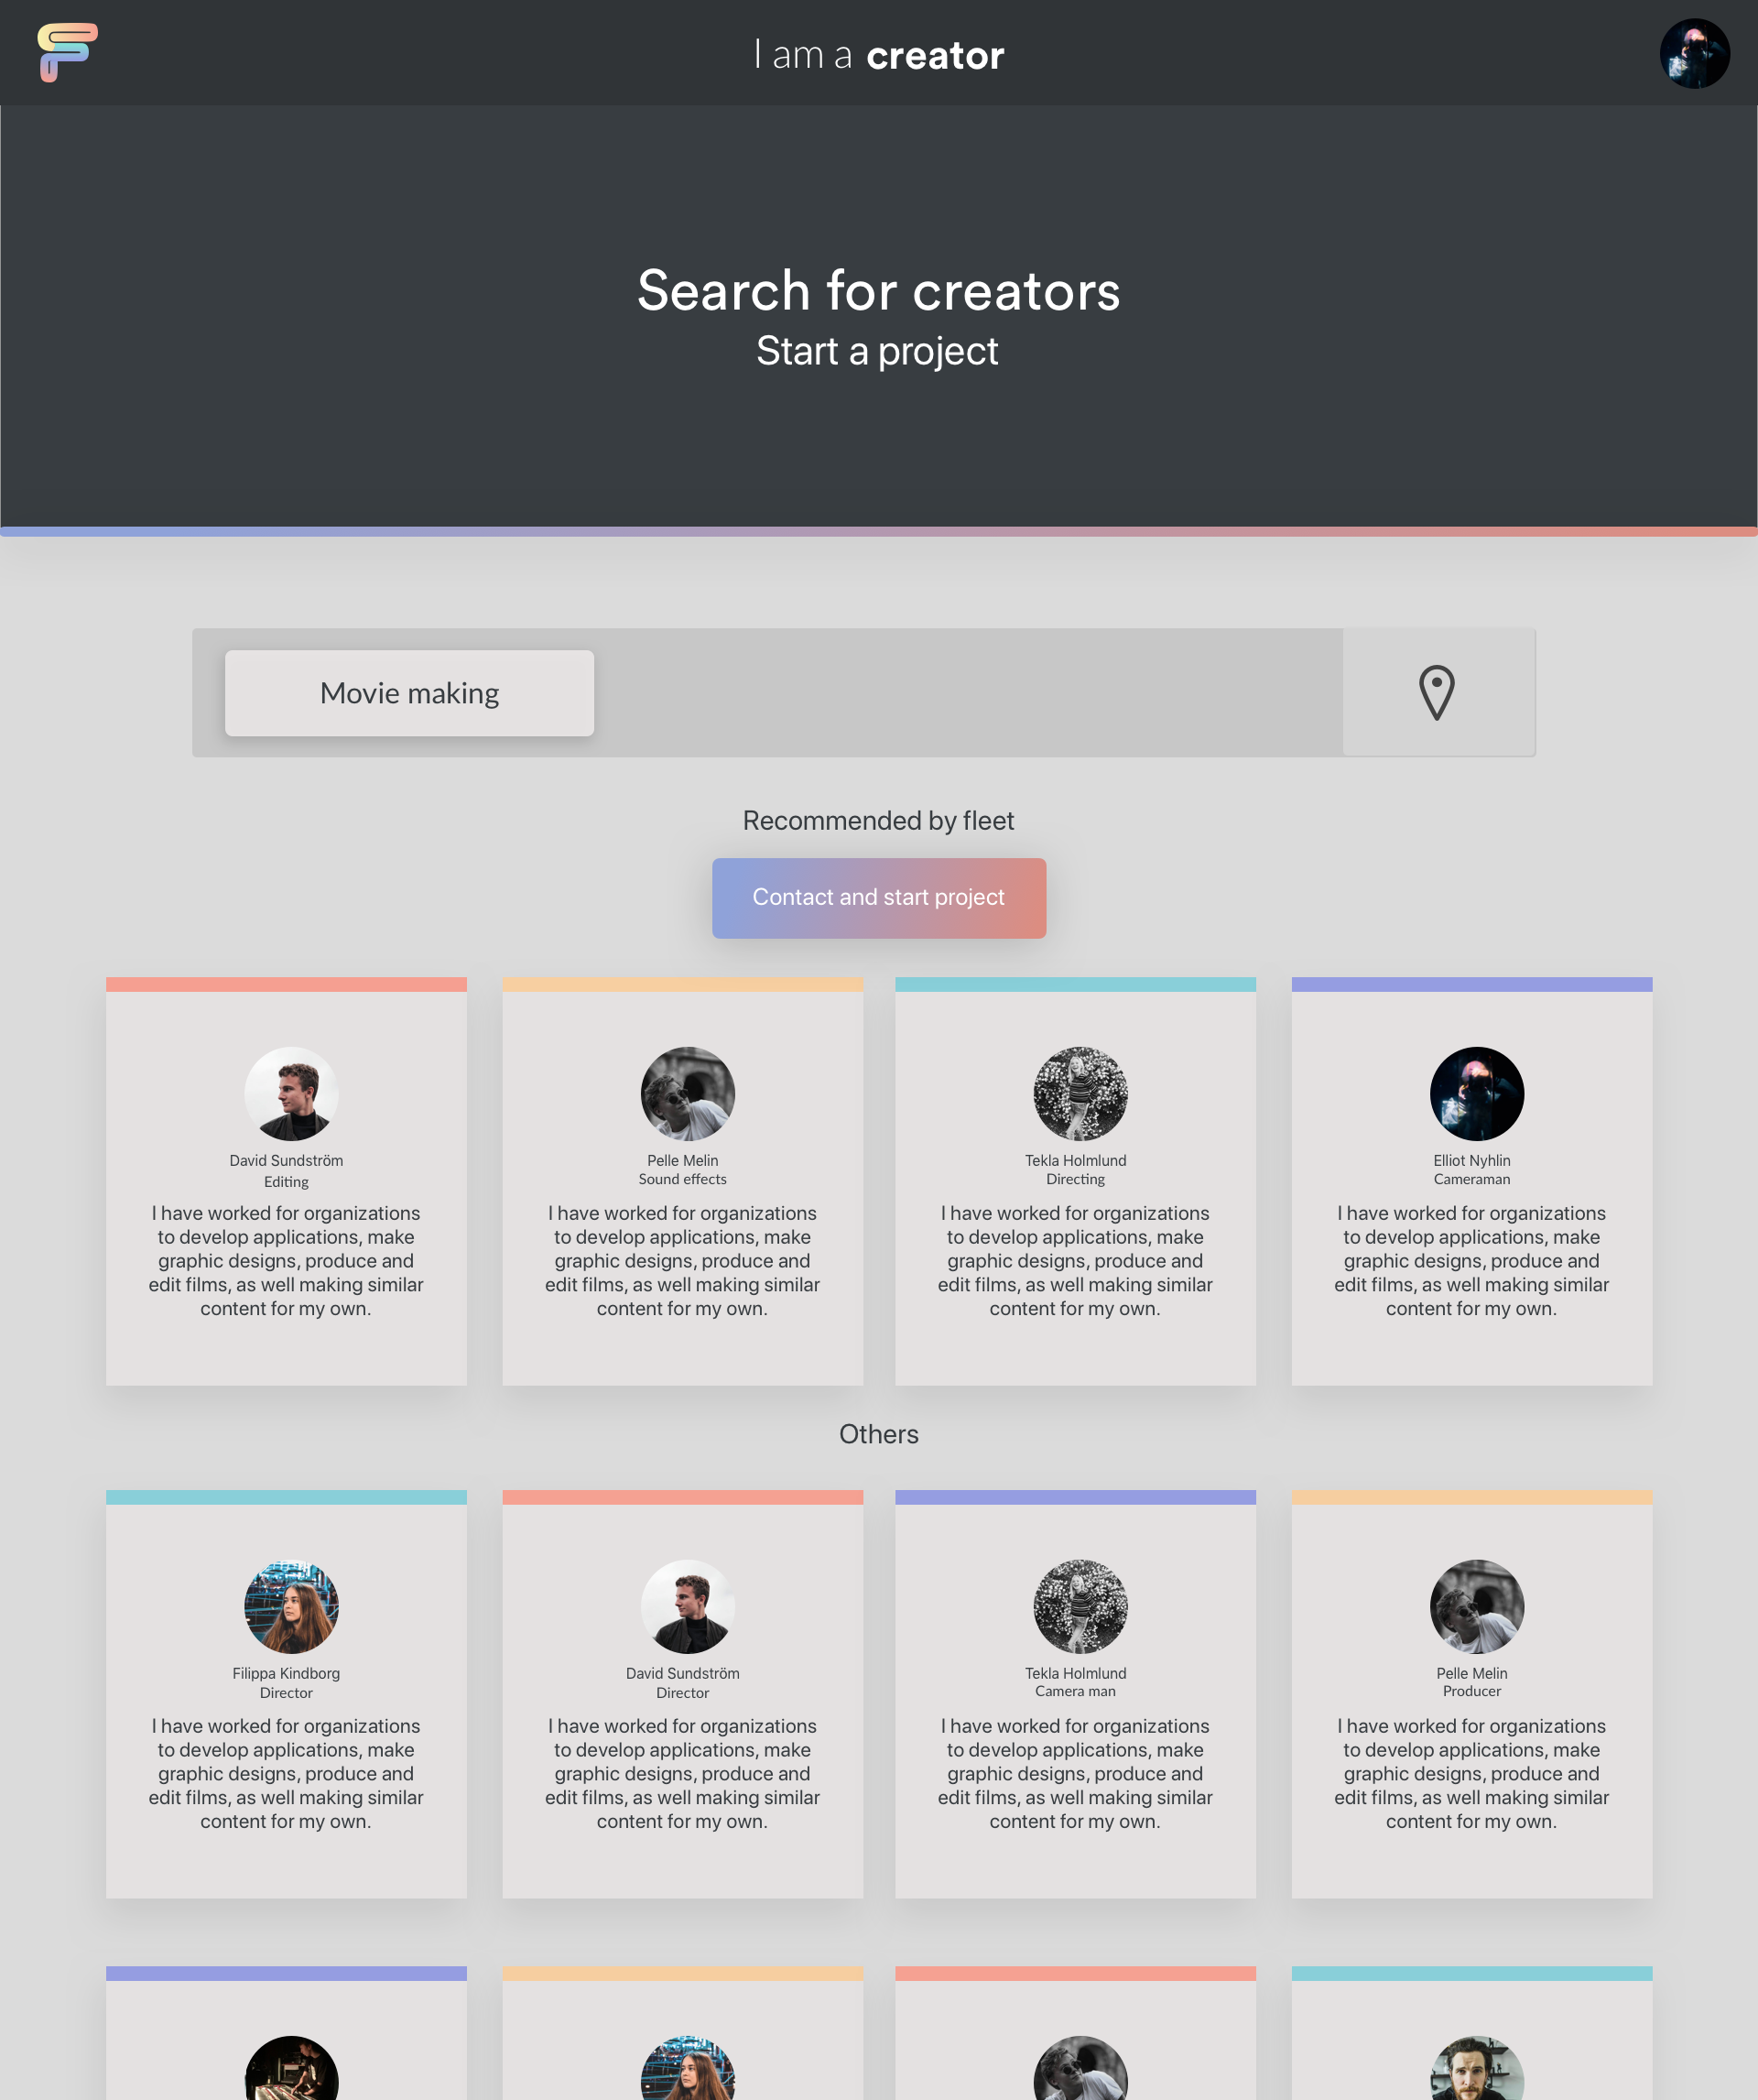 I am a creator
Search for creators
Start a project
Movie making
Recommended by fleet
Contact and start project
David Sundström
Editing
I have worked for organizations
to develop applications, make
graphic designs, produce and
edit films, as well making similar
content for my own.
Pelle Melin
Sound effects
I have worked for organizations
to develop applications, make
graphic designs, produce and
edit films, as well making similar
content for my own.
Tekla Holmlund
Directing
I have worked for organizations
to develop applications, make
graphic designs, produce and
edit films, as well making similar
content for my own.
Elliot Nyhlin
Cameraman
I have worked for organizations
to develop applications, make
graphic designs, produce and
edit films, as well making similar
content for my own.
Others
Filippa Kindborg
Director
I have worked for organizations
to develop applications, make
graphic designs, produce and
edit films, as well making similar
content for my own.
David Sundström
Director
I have worked for organizations
to develop applications, make
graphic designs, produce and
edit films, as well making similar
content for my own.
Tekla Holmlund
Camera man
I have worked for organizations
to develop applications, make
graphic designs, produce and
edit films, as well making similar
content for my own.
Pelle Melin
Producer
I have worked for organizations
to develop applications, make
graphic designs, produce and
edit films, as well making similar
content for my own.